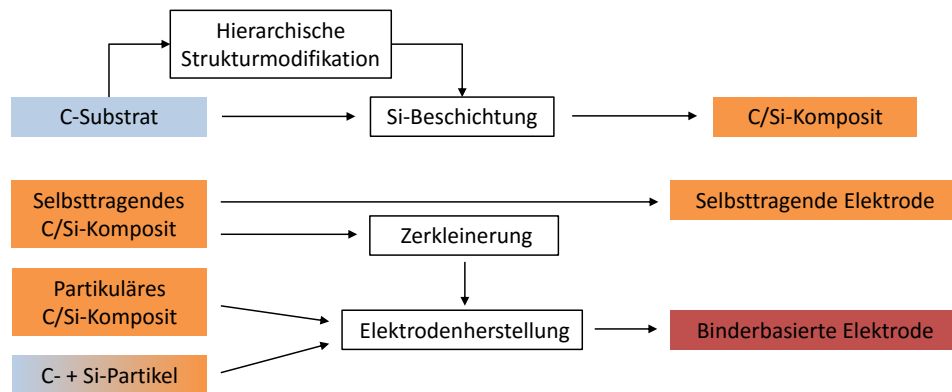 Hierarchische
Strukturmodifikation
C-Substrat
Si-Beschichtung
C/Si-Komposit
Selbsttragendes
C/Si-Komposit
Selbsttragende Elektrode
Zerkleinerung
Partikuläres
C/Si-Komposit
Elektrodenherstellung
Binderbasierte Elektrode
C- + Si-Partikel